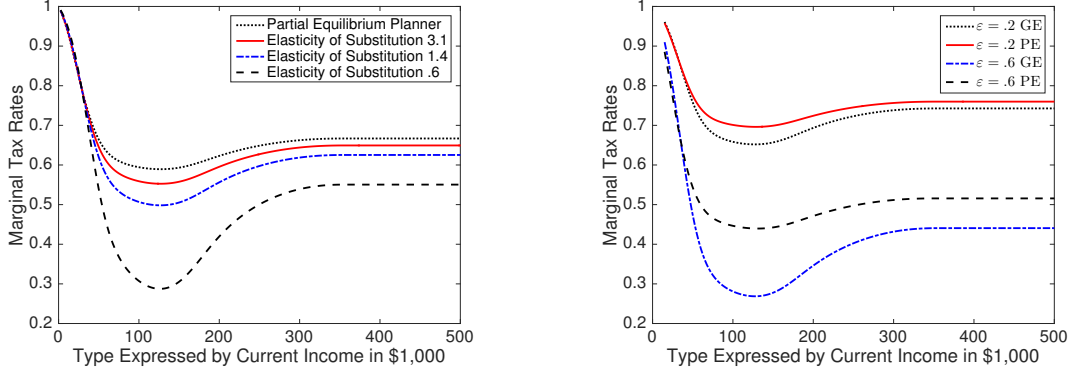 Marginal Tax Rates
1
0.9
0.8
0.7
0.6
0.5
0.4
0.3
0.2
0
100
200
300
400
500
Type Expressed by Current Income in $1,000
Partial Equilibrium Planner
Elasticity of Substitution 3.1
Elasticity of Substitution 1.4
Elasticity of Substitution .6
Marginal Tax Rates
1
0.9
0.8
0.7
0.6
0.5
0.4
0.3
0.2
0
100
200
300
400
500
Type Expressed by Current Income in $1,000
ε = .2 GE
ε = .2 PE
ε = .6 GE
ε = .6 PE